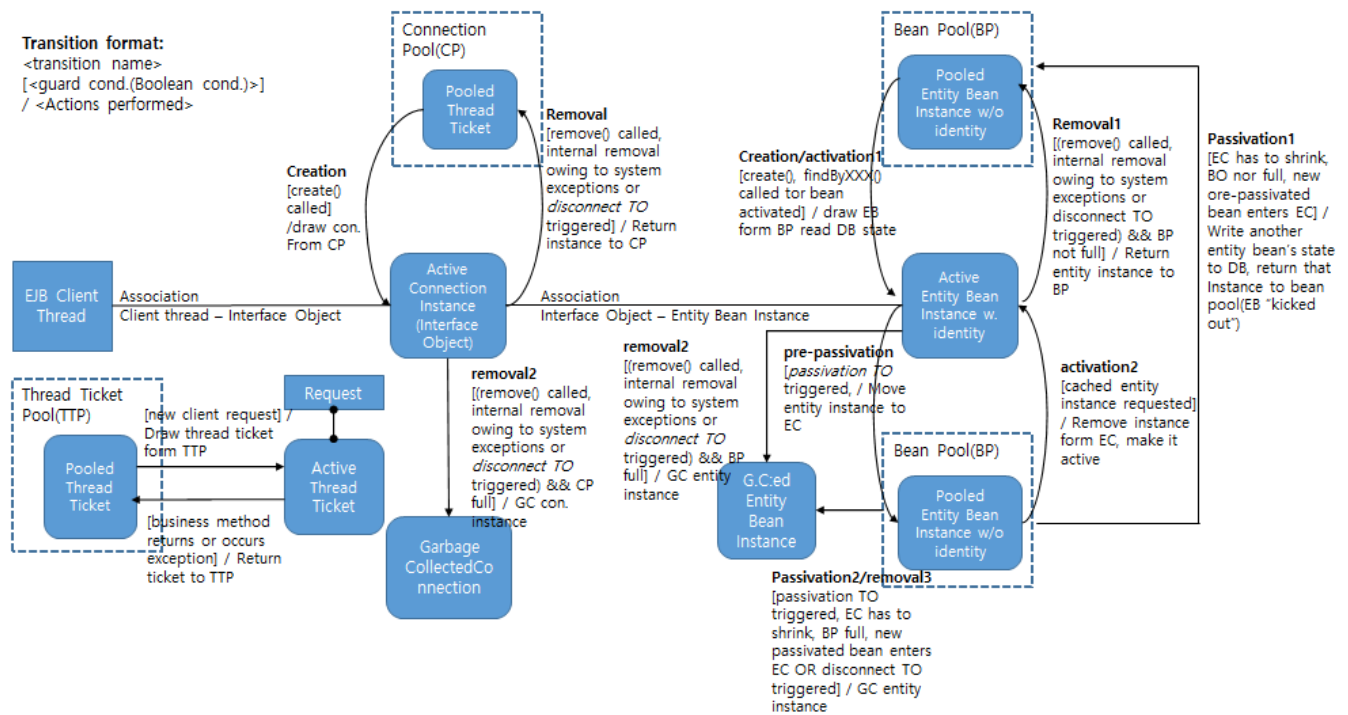 Transition format:
<transition name>
[<guard cond.(Boolean cond.)>]
/ <Actions performed>
Connection
Pool(CP)
Pooled
Thread
Ticket
Creation
[create()
called]
/draw con.
From CP
Removal
[remove() called,
internal removal
owing to system
exceptions or
disconnect TO
triggered] / Return
instance to CP
Bean Pool(BP)
Pooled
Entity Bean
Instance w/o
identity
Creation/activation1
[create(), findByXXX()
called tor bean
activated] / draw EB
form BP read DB state
Removal1
[(remove() called,
internal removal
owing to system
exceptions or
disconnect TO
triggered) && BP
not full] / Return
entity instance to
BP
Passivation1
[EC has to shrink,
BO nor full, new
ore-passivated
bean enters EC] /
Write another
entity bean's state
to DB, return that
Instance to bean
pool(EB "kicked
out")
EJB Client
Thread
Association
Client thread – Interface Object
Active
Connection
Instance
(Interface
Object)
Association
Interface Object – Entity Bean Instance
Active
Entity Bean
Instance w.
identity
Thread Ticket
Pool(TTP)
Pooled
Thread
Ticket
[new client request] /
Draw thread ticket
form TTP
Request
Active
Thread
Ticket
[business method
returns or occurs
exception] / Return
ticket to TTP
removal2
[(remove() called,
internal removal
owing to system
exceptions or
disconnect TO
triggered) && CP
full] / GC con.
instance
Garbage
CollectedCo
nnection
removal2
[(remove() called,
internal removal
owing to system
exceptions or
disconnect TO
triggered) && BP
full] / GC entity
instance
pre-passivation
[passivation TO
triggered, / Move
entity instance to
EC
activation2
[cached entity
instance requested]
/ Remove instance
form EC, make it
active
G.C:ed
Entity
Bean
Instance
Bean Pool(BP)
Pooled
Entity Bean
Instance w/o
identity
Passivation2/removal3
[passivation TO
triggered, EC has to
shrink, BP full, new
passivated bean enters
EC OR disconnect TO
triggered] / GC entity
instance